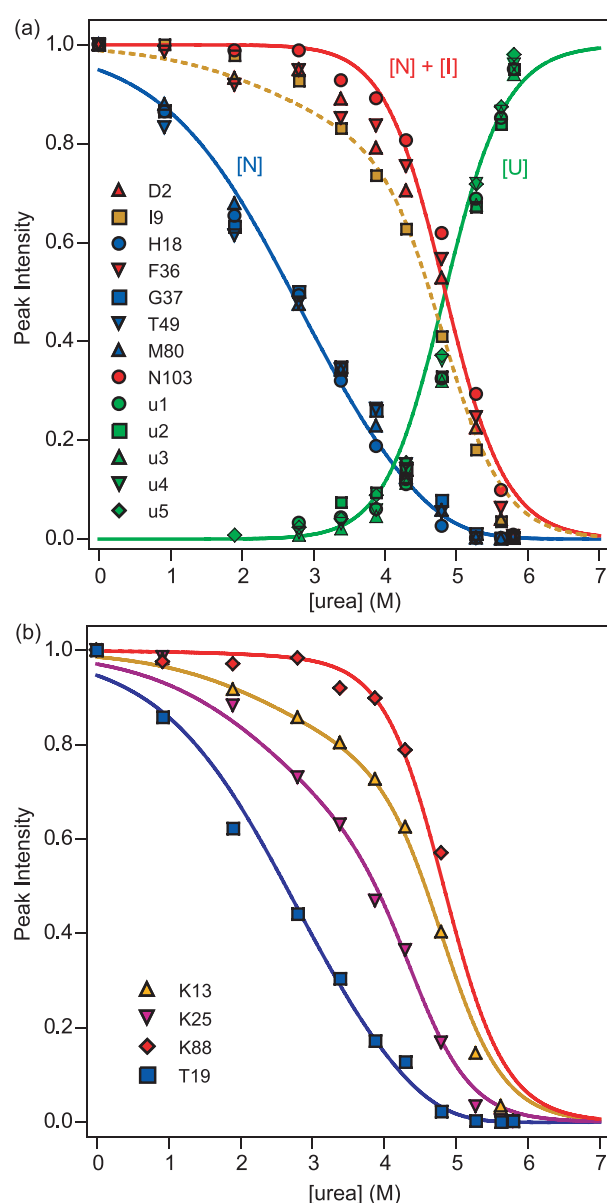 (a)
1.0
0.8
0.6
0.4
0.2
0.0
Peak Intensity
[N] + [I]
[N]
[U]
D2
I9
H18
F36
G37
T49
M80
N103
u1
u2
u3
u4
u5
0 1 2 3 4 5 6 7
[urea] (M)
(b)
1.0
0.8
0.6
0.4
0.2
0.0
Peak Intensity
K13
K25
K88
T19
0 1 2 3 4 5 6 7
[urea] (M)